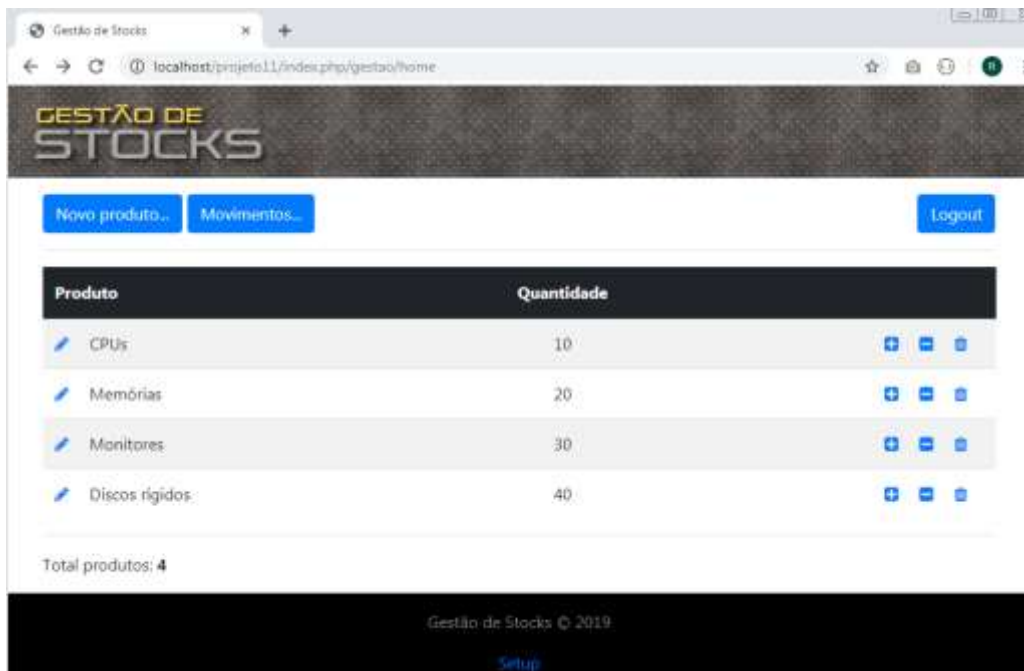 Gestão de Stocks
localhost/projeto11/index.php/gestao/home
GESTÃO DE
STOCKS
Novo produto... Movimentos... Logout
Produto Quantidade
CPUs 10
Memórias 20
Monitores 30
Discos rígidos 40
Total produtos: 4
Gestão de Stocks © 2019
Setup